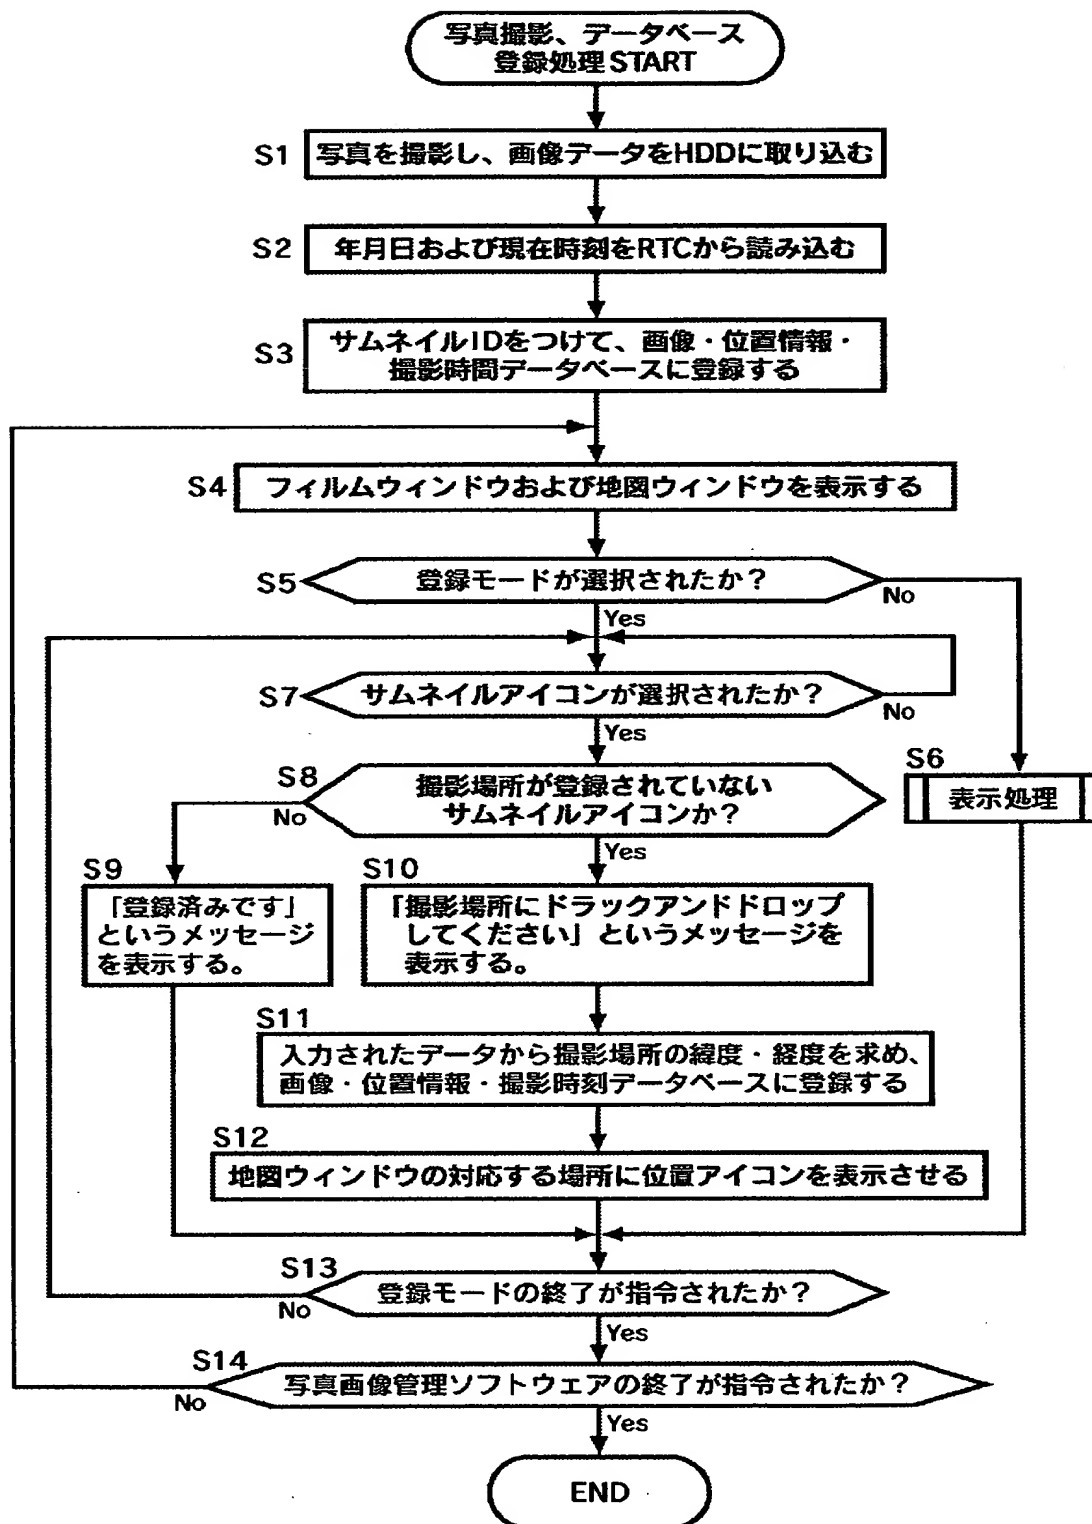 写真撮影、データベース
登録処理START
S1 写真を撮影し、画像データをHDDに取り込む
S2 年月日および現在時刻をRTCから読み込む
S3 サムネイルIDをつけて、画像・位置情報・
撮影時間データベースに登録する
S4 フィルムウィンドウおよび地図ウィンドウを表示する
S5 登録モードが選択されたか？
No
Yes
S7 サムネイルアイコンが選択されたか？
No
Yes
S6
表示処理
S8 撮影場所が登録されていない
サムネイルアイコンか？
No
Yes
S9
「登録済みです」
というメッセージ
を表示する。
S10
「撮影場所にドラックアンドドロップ
してください」というメッセージを
表示する。
S11
入力されたデータから撮影場所の緯度・経度を求め、
画像・位置情報・撮影時刻データベースに登録する
S12
地図ウィンドウの対応する場所に位置アイコンを表示させる
S13
登録モードの終了が指令されたか？
No
Yes
S14
写真画像管理ソフトウェアの終了が指令されたか？
No
Yes
END